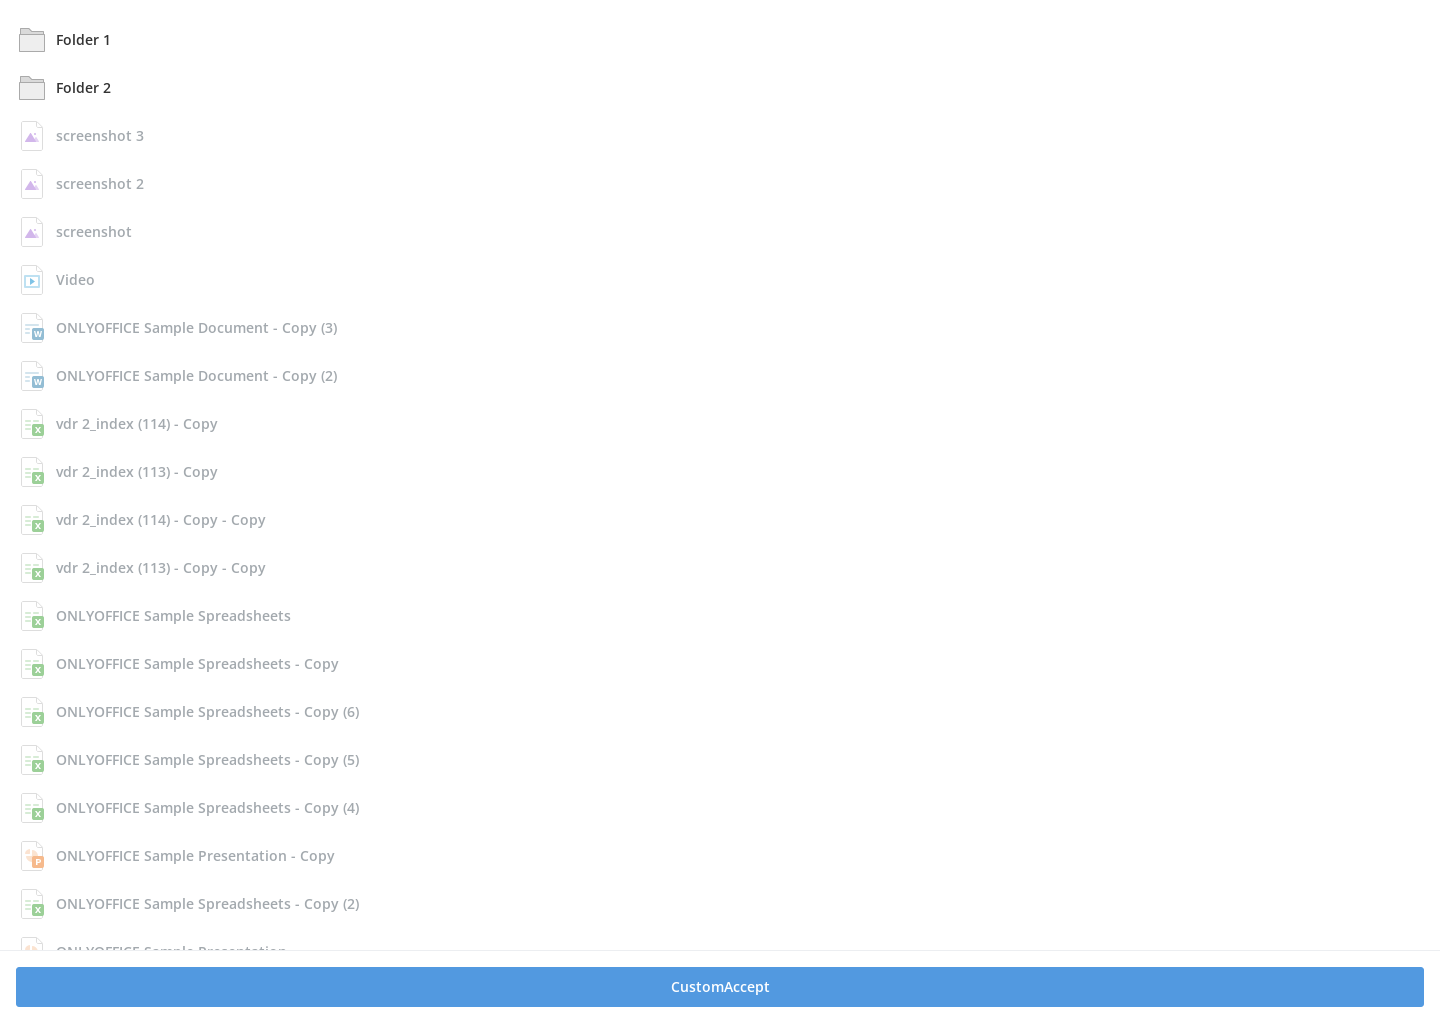 Folder 1
Folder 2
screenshot 3
screenshot 2
screenshot
Video
ONLYOFFICE Sample Document - Copy (3)
ONLYOFFICE Sample Document - Copy (2)
vdr 2_index (114) - Copy
vdr 2_index (113) - Copy
vdr 2_index (114) - Copy - Copy
vdr 2_index (113) - Copy - Copy
ONLYOFFICE Sample Spreadsheets
ONLYOFFICE Sample Spreadsheets - Copy
ONLYOFFICE Sample Spreadsheets - Copy (6)
ONLYOFFICE Sample Spreadsheets - Copy (5)
ONLYOFFICE Sample Spreadsheets - Copy (4)
ONLYOFFICE Sample Presentation - Copy
ONLYOFFICE Sample Spreadsheets - Copy (2)
ONLYOFFICE Sample Presentation
CustomAccept